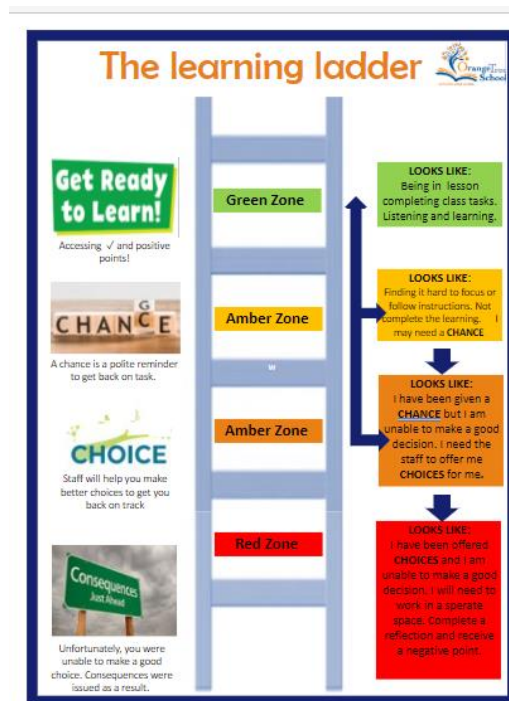 The learning ladder
OrangeTree
School
Get Ready
to Learn!
Accessing √ and positive
points!
Green Zone
LOOKS LIKE:
Being in lesson
completing class tasks.
Listening and learning.
G
CHANCE
A chance is a polite reminder
to get back on task.
Amber Zone
W
LOOKS LIKE:
Finding it hard to focus or
follow instructions. Not
complete the learning. I
may need a CHANCE
CHOICE
Staff will help you make
better choices to get you
back on track
Amber Zone
LOOKS LIKE:
I have been given a
CHANCE but I am
unable to make a good
decision. I need the
staff to offer me
CHOICES for me.
Consequences
Just Ahead
Unfortunately, you were
unable to make a good
choice. Consequences were
issued as a result.
Red Zone
LOOKS LIKE:
I have been offered
CHOICES and I am
unable to make a good
decision. I will need to
work in a sperate
space. Complete a
reflection and receive
a negative point.